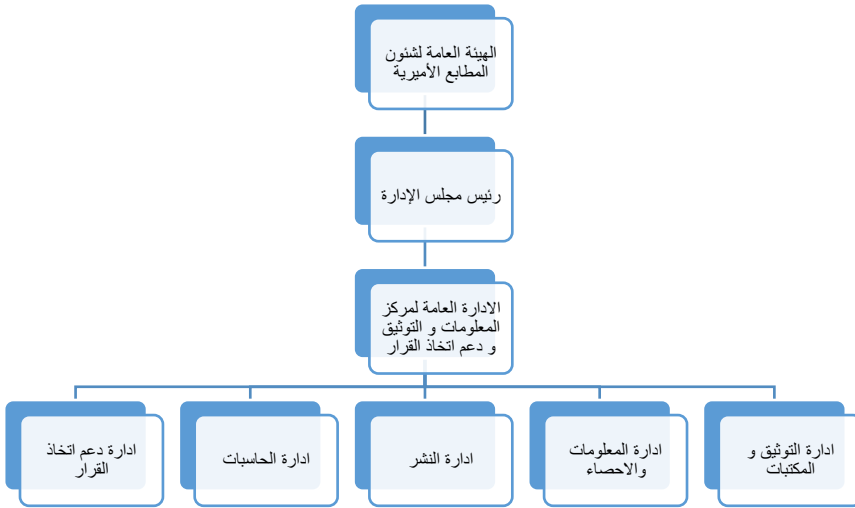 الهيئة العامة لشئون
المطابع الأميرية
رئيس مجلس الإدارة
الادارة العامة لمركز
المعلومات و التوثيق
و دعم اتخاذ القرار
ادارة التوثيق و
المكتبات
ادارة المعلومات
والاحصاء
ادارة النشر
ادارة الحاسبات
ادارة دعم اتخاذ
القرار